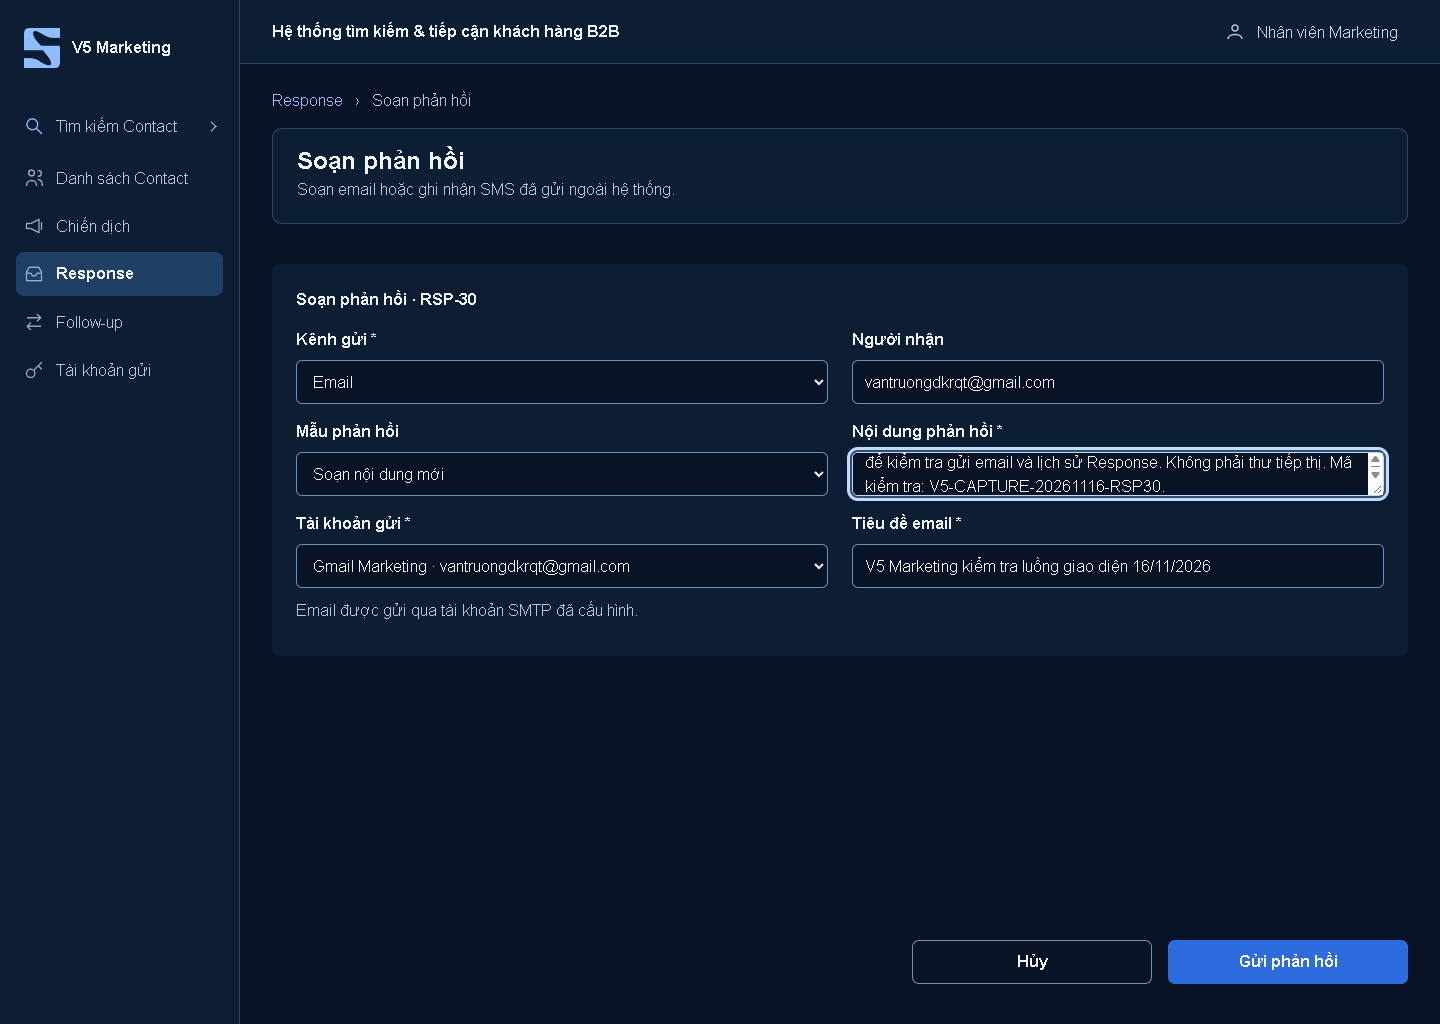 V5 Marketing
Hệ thống tìm kiếm & tiếp cận khách hàng B2B
Nhân viên Marketing
Tìm kiếm Contact
Danh sách Contact
Chiến dịch
Response
Follow-up
Tài khoản gửi
Response › Soạn phản hồi
Soạn phản hồi
Soạn email hoặc ghi nhận SMS đã gửi ngoài hệ thống.
Soạn phản hồi · RSP-30
Kênh gửi *
Email
Người nhận
vantruongdkrqt@gmail.com
Mẫu phản hồi
Soạn nội dung mới
Nội dung phản hồi *
để kiểm tra gửi email và lịch sử Response. Không phải thư tiếp thị. Mã
kiểm tra: V5-CAPTURE-20261116-RSP30.
Tài khoản gửi *
Gmail Marketing · vantruongdkrqt@gmail.com
Tiêu đề email *
V5 Marketing kiểm tra luồng giao diện 16/11/2026
Email được gửi qua tài khoản SMTP đã cấu hình.
Hủy
Gửi phản hồi